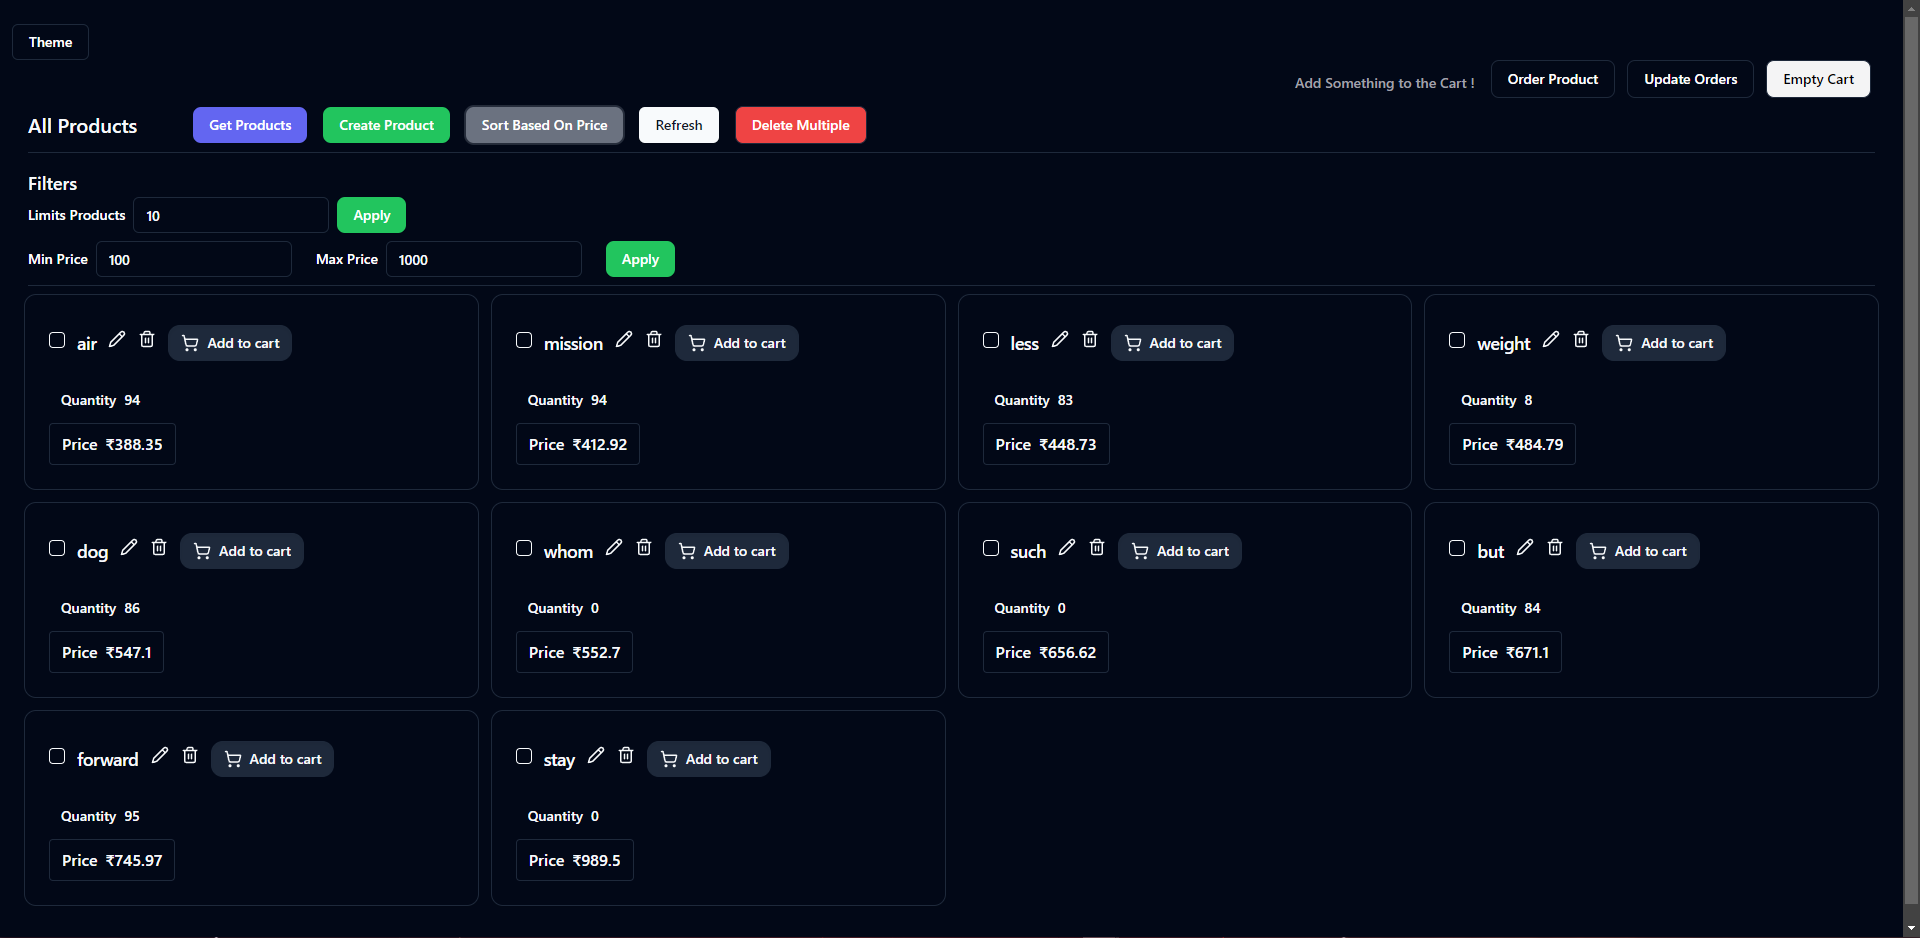 Theme
Add Something to the Cart ! Order Product Update Orders Empty Cart
All Products Get Products Create Product Sort Based On Price Refresh Delete Multiple
Filters
Limits Products 10 Apply
Min Price 100 Max Price 1000 Apply
air Add to cart
Quantity 94
Price ₹388.35
mission Add to cart
Quantity 94
Price ₹412.92
less Add to cart
Quantity 83
Price ₹448.73
weight Add to cart
Quantity 8
Price ₹484.79
dog Add to cart
Quantity 86
Price ₹547.1
whom Add to cart
Quantity 0
Price ₹552.7
such Add to cart
Quantity 0
Price ₹656.62
but Add to cart
Quantity 84
Price ₹671.1
forward Add to cart
Quantity 95
Price ₹745.97
stay Add to cart
Quantity 0
Price ₹989.5